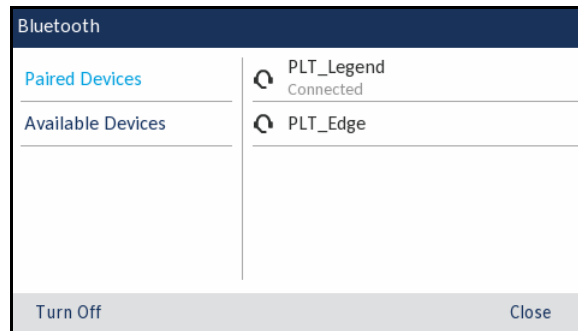 Bluetooth
Paired Devices
Available Devices
PLT_Legend
Connected
PLT_Edge
Turn Off
Close